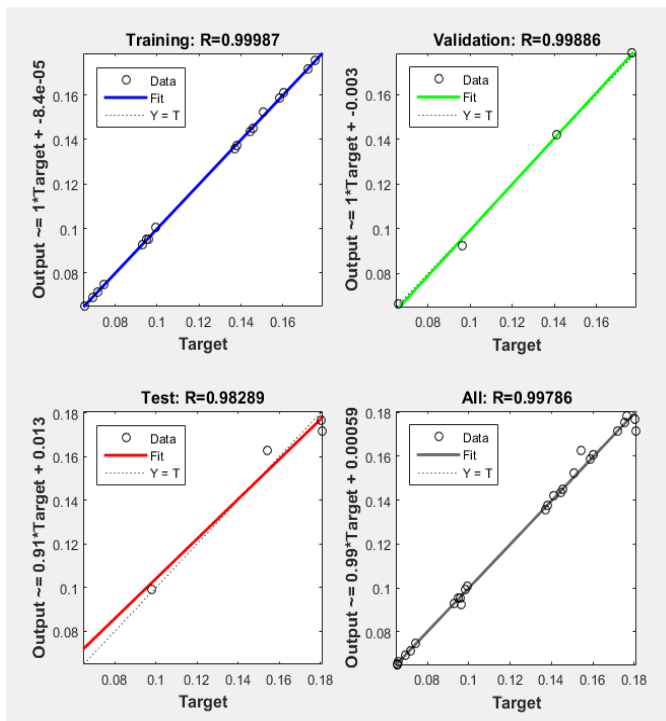 Training: R=0.99987
Output ~= 1*Target + -8.4e-05
Data
Fit
Y = T
0.16
0.14
0.12
0.1
0.08
0.08 0.1 0.12 0.14 0.16
Target
Validation: R=0.99886
Output ~= 1*Target + -0.003
Data
Fit
Y = T
0.16
0.14
0.12
0.1
0.08
0.08 0.1 0.12 0.14 0.16
Target
Test: R=0.98289
Output ~= 0.91*Target + 0.013
Data
Fit
Y = T
0.18
0.16
0.14
0.12
0.1
0.08
0.08 0.1 0.12 0.14 0.16 0.18
Target
All: R=0.99786
Output ~= 0.99*Target + 0.00059
Data
Fit
Y = T
0.18
0.16
0.14
0.12
0.1
0.08
0.08 0.1 0.12 0.14 0.16 0.18
Target